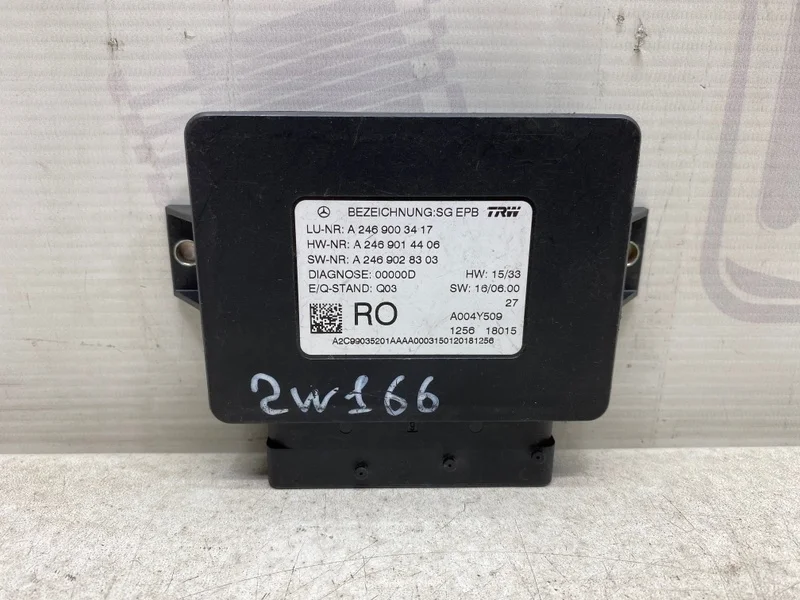 BEZEICHNUNG:SG EPB TRW
LU-NR: A 246 900 34 17
HW-NR: A 246 901 44 06
SW-NR: A 246 902 83 03
DIAGNOSE: 00000D HW: 15/33
E/Q-STAND: Q03 SW: 16/06.00
27
RO A004Y509
1256 18015
A2C99035201AAAA0003150120181256
2W166